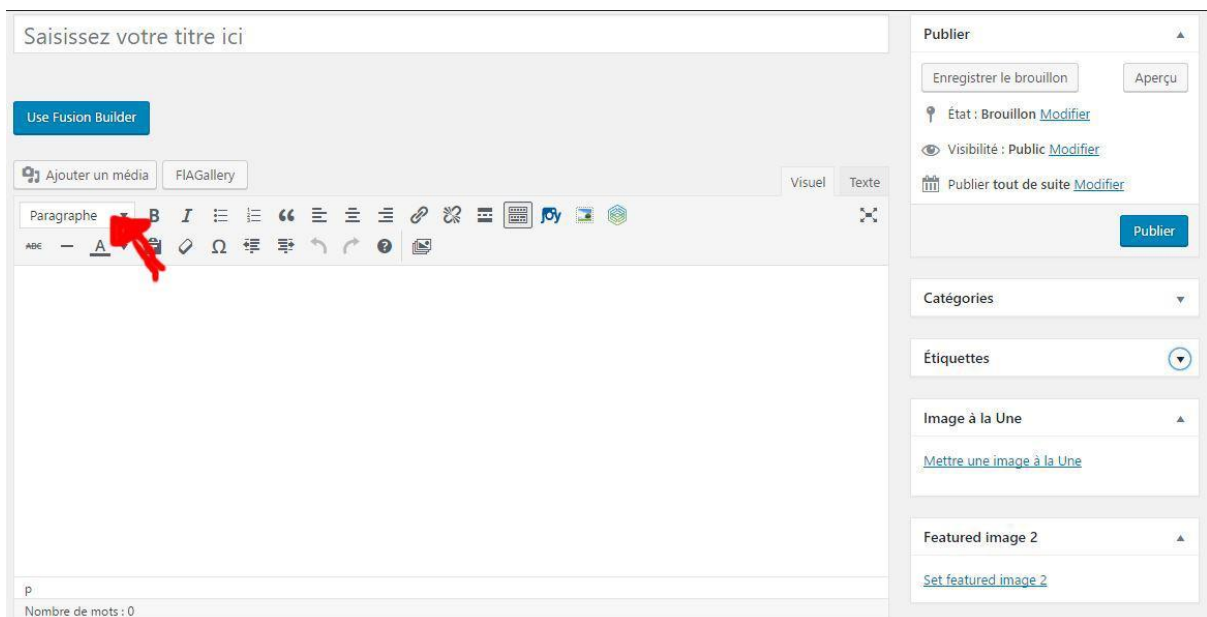 Saisissez votre titre ici
Use Fusion Builder
Ajouter un média
FlAGallery
Visuel
Texte
Paragraphe
B
I
ABE
A
Ω
p
Nombre de mots : 0
Publier
Enregistrer le brouillon
Aperçu
État : Brouillon Modifier
Visibilité : Public Modifier
Publier tout de suite Modifier
Publier
Catégories
Étiquettes
Image à la Une
Mettre une image à la Une
Featured image 2
Set featured image 2